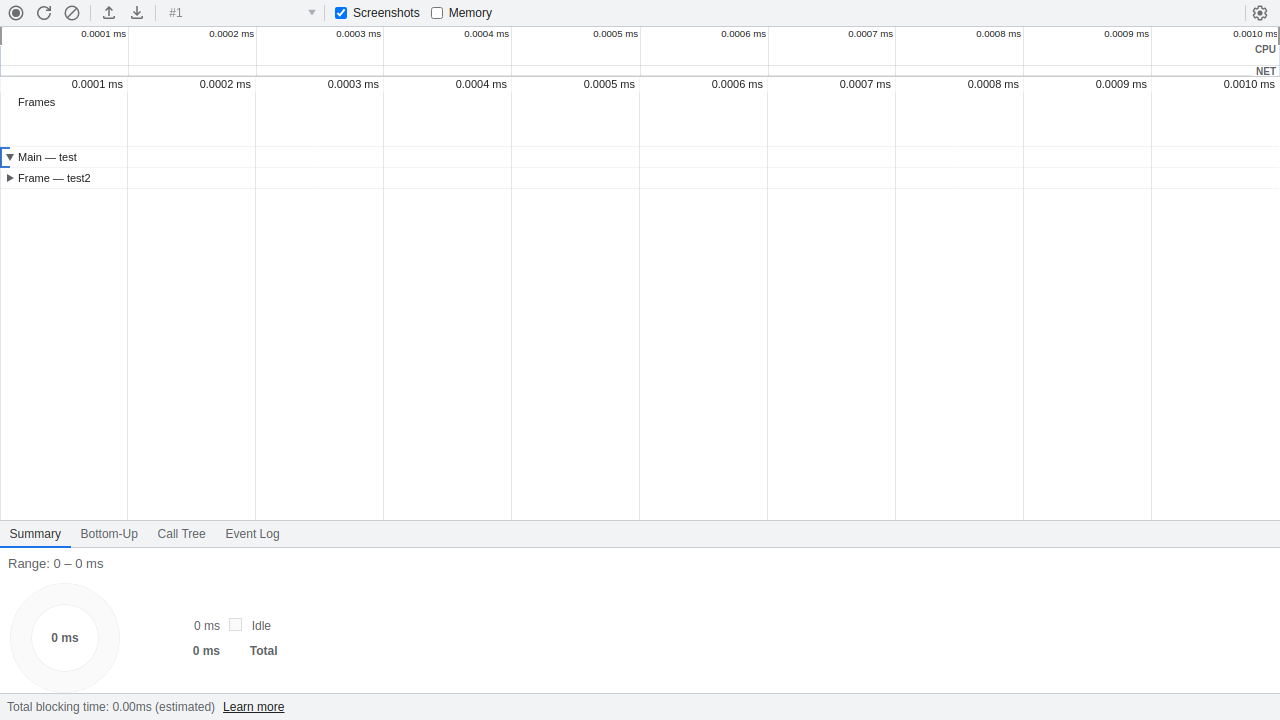 #1 Screenshots Memory
0.0001 ms 0.0002 ms 0.0003 ms 0.0004 ms 0.0005 ms 0.0006 ms 0.0007 ms 0.0008 ms 0.0009 ms 0.0010 ms
CPU
NET
0.0001 ms 0.0002 ms 0.0003 ms 0.0004 ms 0.0005 ms 0.0006 ms 0.0007 ms 0.0008 ms 0.0009 ms 0.0010 ms
Frames
Main — test
Frame — test2
Summary Bottom-Up Call Tree Event Log
Range: 0 – 0 ms
0 ms
0 ms Idle
0 ms Total
Total blocking time: 0.00ms (estimated) Learn more